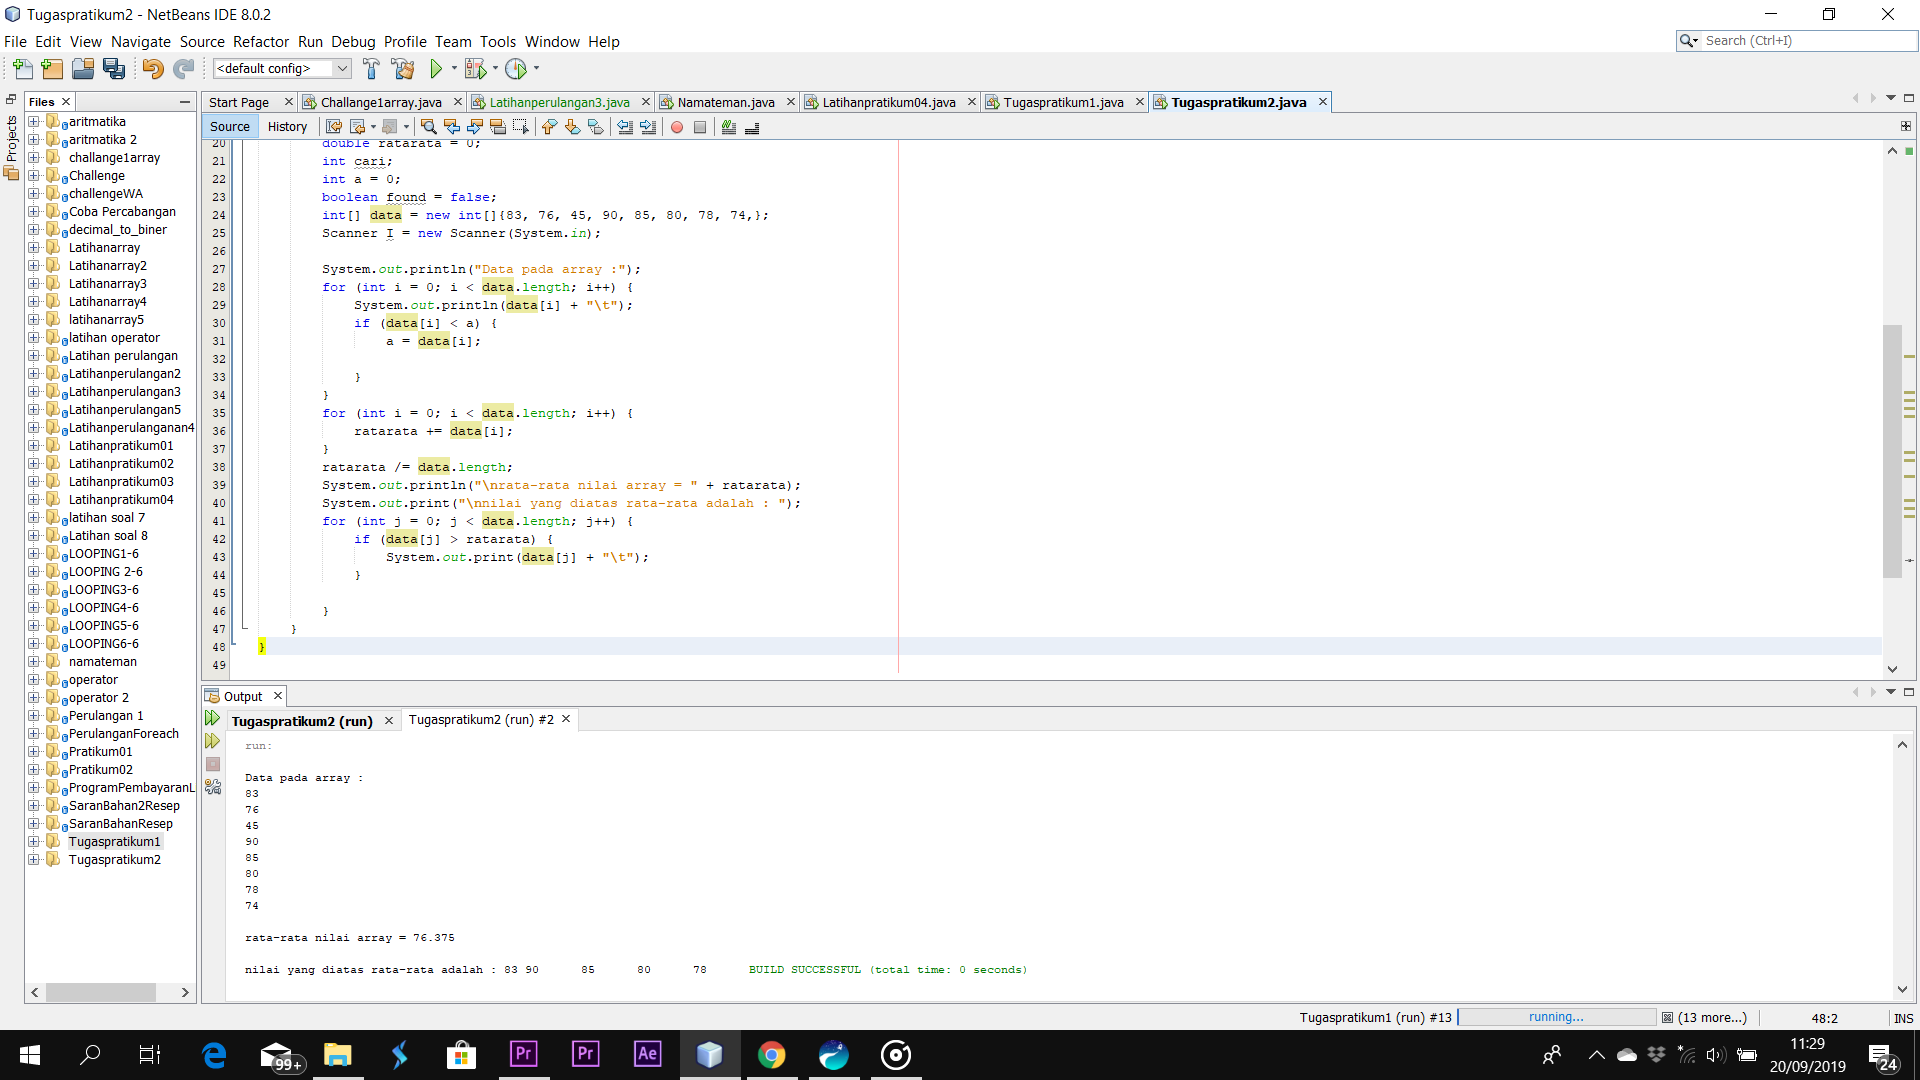 Tugaspratikum2 - NetBeans IDE 8.0.2
File Edit View Navigate Source Refactor Run Debug Profile Team Tools Window Help
Search (Ctrl+I)
<default config>
Projects
Files
Start Page
Challange1array.java
Latihanperulangan3.java
Namateman.java
Latihanpratikum04.java
Tugaspratikum1.java
Tugaspratikum2.java
Source History
aritmatika
aritmatika 2
challange1array
Challenge
challengeWA
Coba Percabangan
decimal_to_biner
Latihanarray
Latihanarray2
Latihanarray3
Latihanarray4
latihanarray5
latihan operator
Latihan perulangan
Latihanperulangan2
Latihanperulangan3
Latihanperulangan5
Latihanperulanganan4
Latihanpratikum01
Latihanpratikum02
Latihanpratikum03
Latihanpratikum04
latihan soal 7
Latihan soal 8
LOOPING1-6
LOOPING 2-6
LOOPING3-6
LOOPING4-6
LOOPING5-6
LOOPING6-6
namateman
operator
operator 2
Perulangan 1
PerulanganForeach
Pratikum01
Pratikum02
ProgramPembayaranL
SaranBahan2Resep
SaranBahanResep
Tugaspratikum1
Tugaspratikum2
20 double ratarata = 0;
21 int cari;
22 int a = 0;
23 boolean found = false;
24 int[] data = new int[]{83, 76, 45, 90, 85, 80, 78, 74,};
25 Scanner I = new Scanner(System.in);
26
27 System.out.println("Data pada array :");
28 for (int i = 0; i < data.length; i++) {
29 System.out.println(data[i] + "\t");
30 if (data[i] < a) {
31 a = data[i];
32
33 }
34 }
35 for (int i = 0; i < data.length; i++) {
36 ratarata += data[i];
37 }
38 ratarata /= data.length;
39 System.out.println("\nrata-rata nilai array = " + ratarata);
40 System.out.print("\nnilai yang diatas rata-rata adalah : ");
41 for (int j = 0; j < data.length; j++) {
42 if (data[j] > ratarata) {
43 System.out.print(data[j] + "\t");
44 }
45
46 }
47 }
48 }
49
Output
Tugaspratikum2 (run)
Tugaspratikum2 (run) #2
run:
Data pada array :
83
76
45
90
85
80
78
74
rata-rata nilai array = 76.375
nilai yang diatas rata-rata adalah : 83 90 85 80 78 BUILD SUCCESSFUL (total time: 0 seconds)
Tugaspratikum1 (run) #13
running...
(13 more...)
48:2
INS
99+
Pr
Pr
Ae
11:29
20/09/2019
24